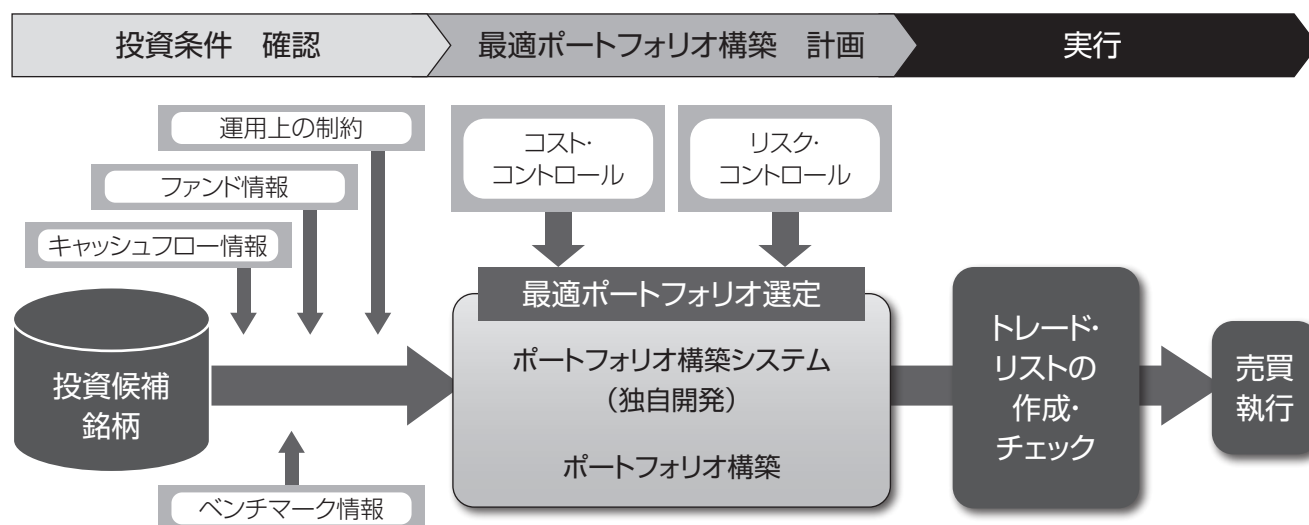 投資条件　確認
最適ポートフォリオ構築　計画
実行
運用上の制約
ファンド情報
キャッシュフロー情報
投資候補
銘柄
ベンチマーク情報
コスト・
コントロール
リスク・
コントロール
最適ポートフォリオ選定
ポートフォリオ構築システム
（独自開発）
ポートフォリオ構築
トレード・
リストの
作成・
チェック
売買
執行